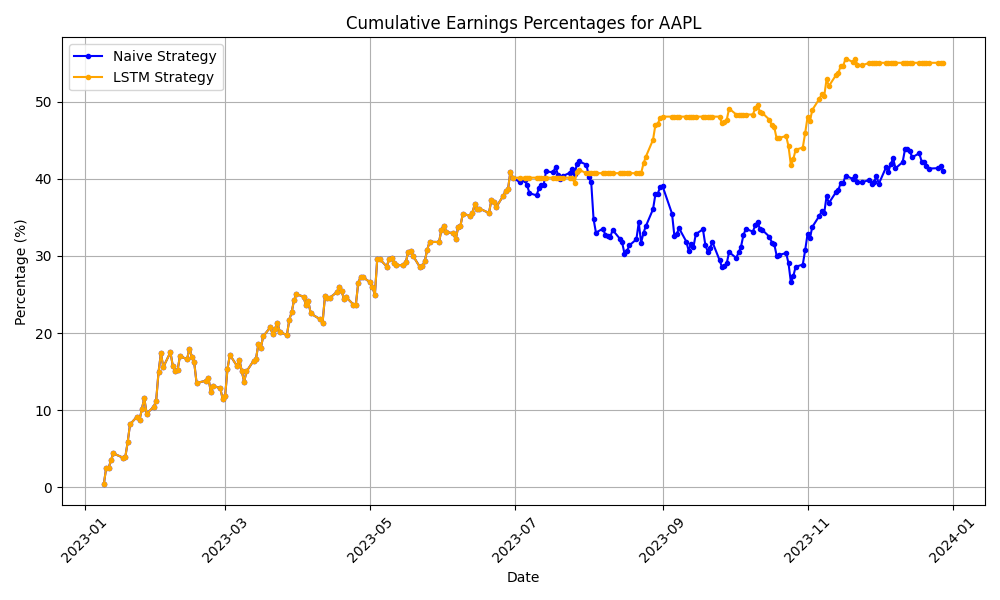 Cumulative Earnings Percentages for AAPL
Naive Strategy
LSTM Strategy
Percentage (%)
50
40
30
20
10
0
2023-01
2023-03
2023-05
2023-07
2023-09
2023-11
2024-01
Date